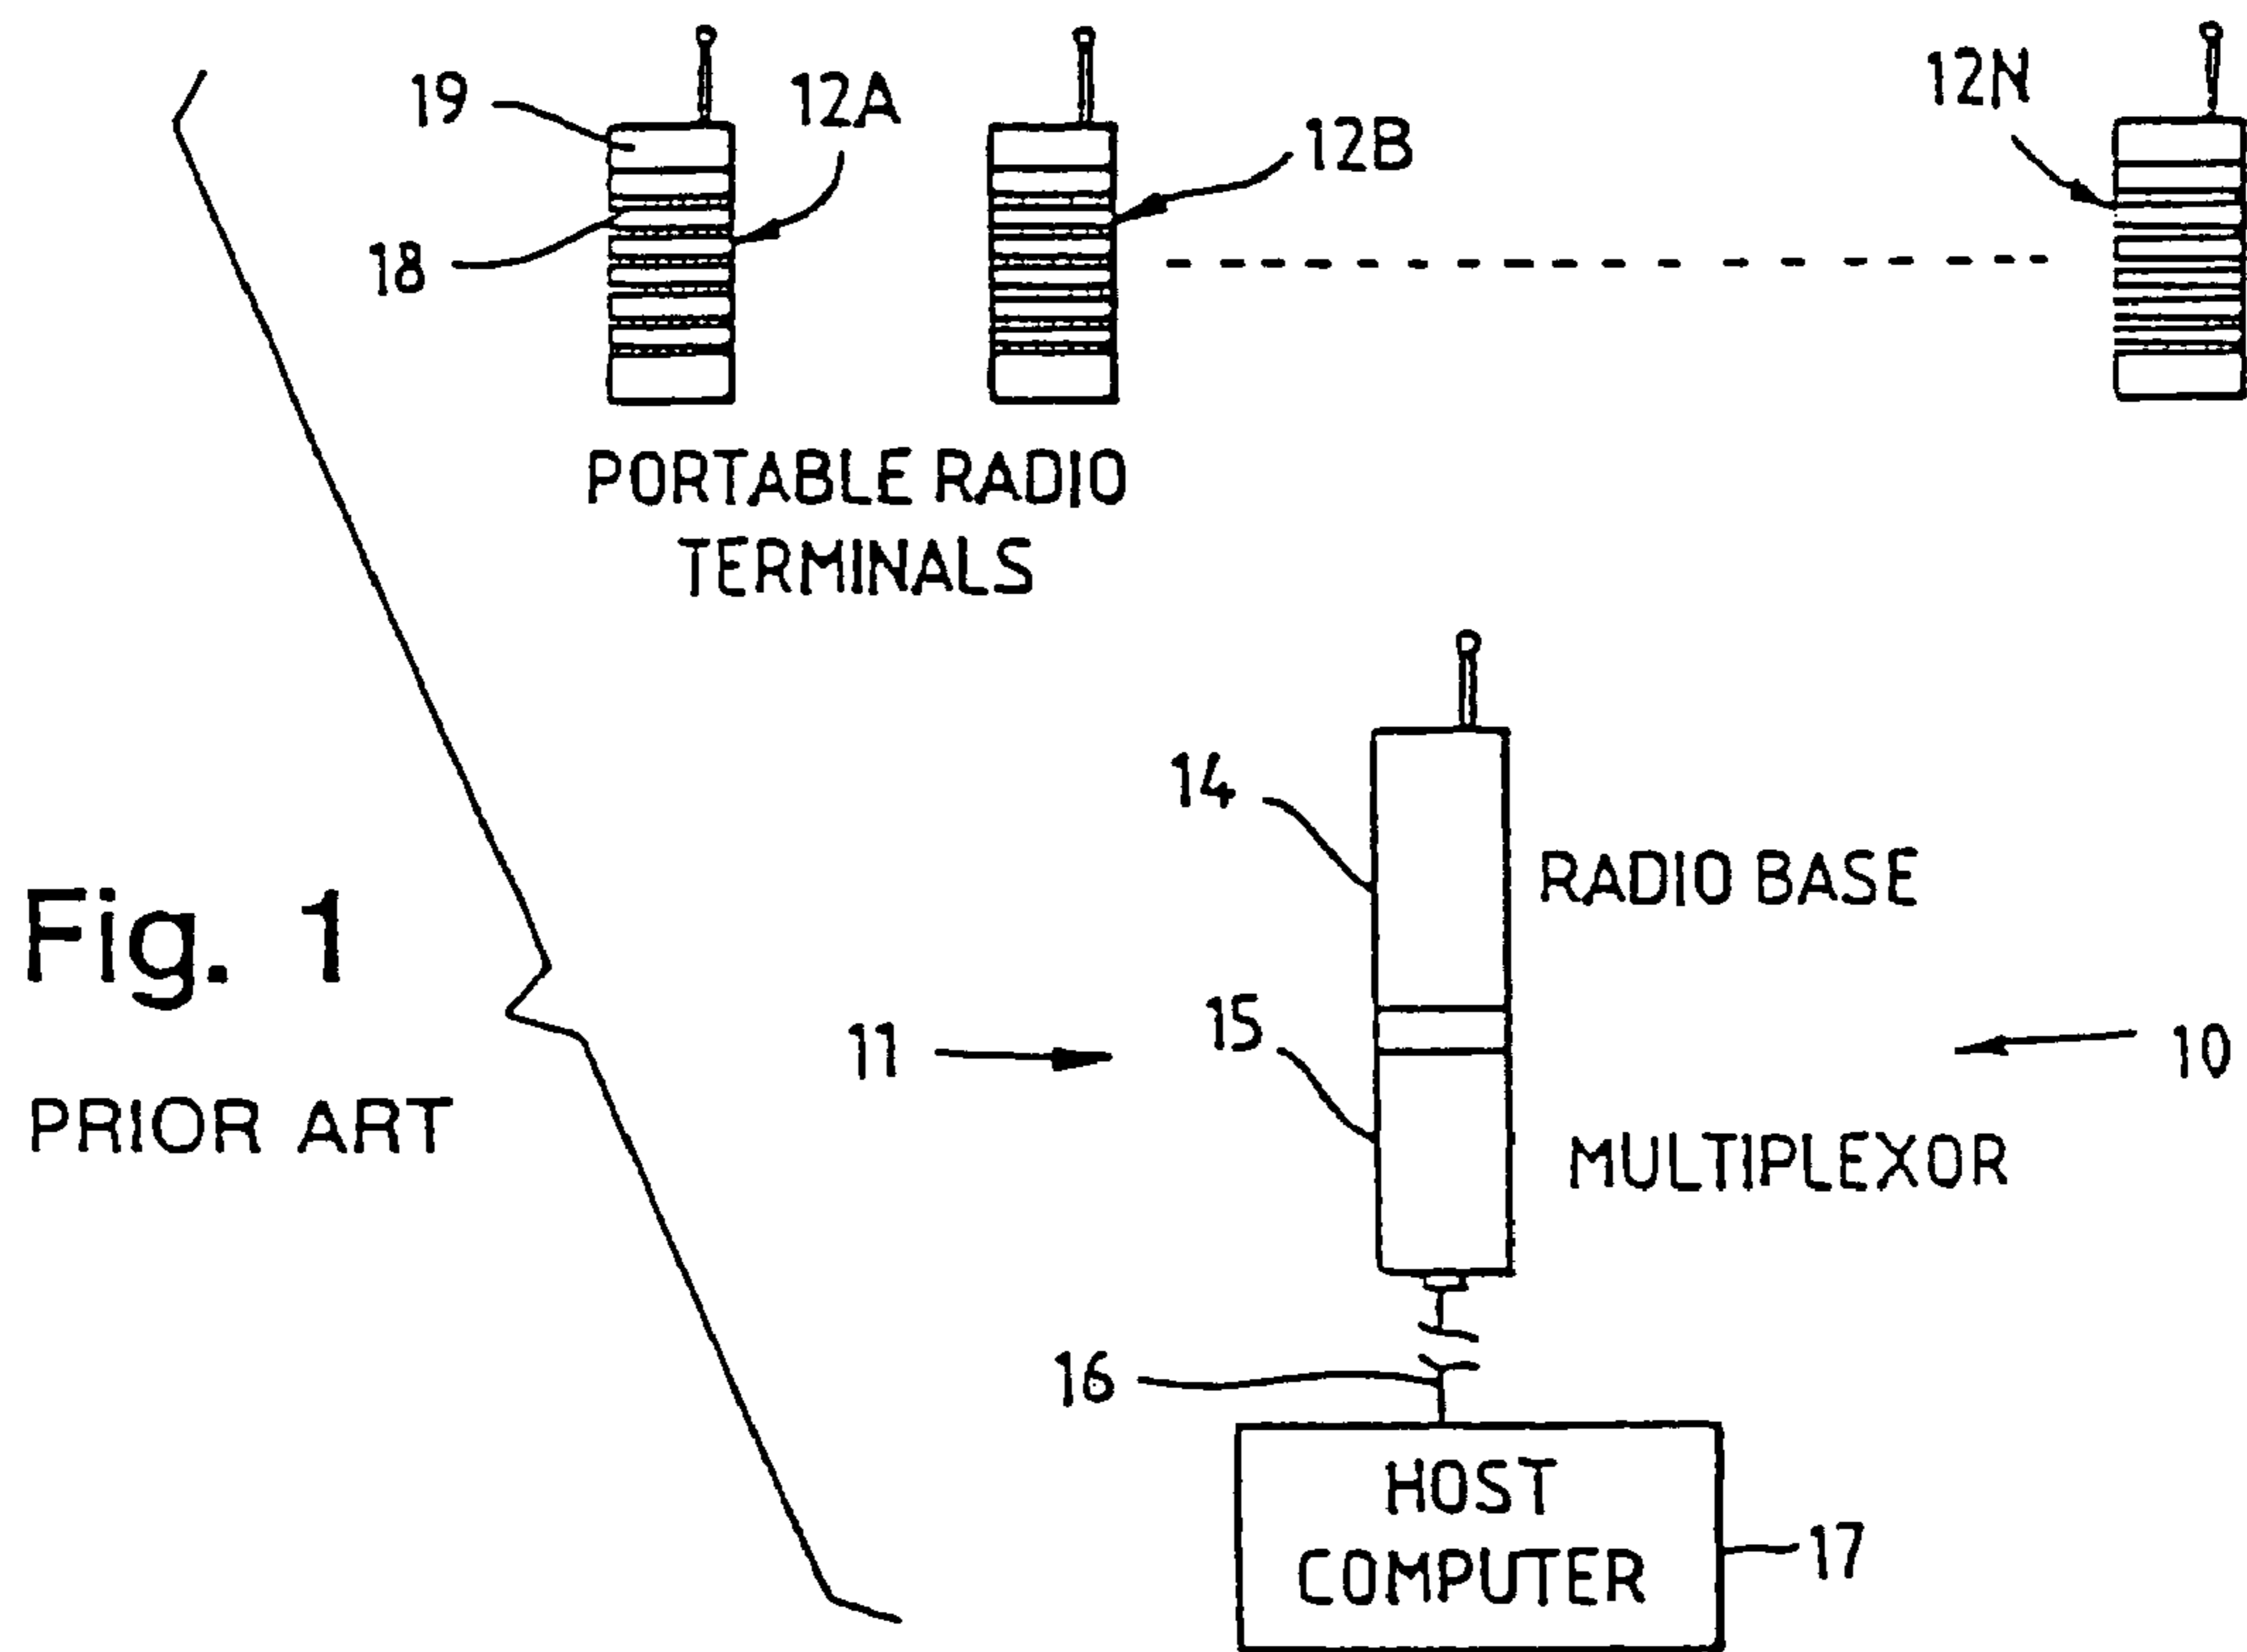 19
12A
12B
12N
18
PORTABLE RADIO
TERMINALS
14
RADIO BASE
Fig. 1
15
11
10
PRIOR ART
MULTIPLEXOR
16
HOST
COMPUTER
17